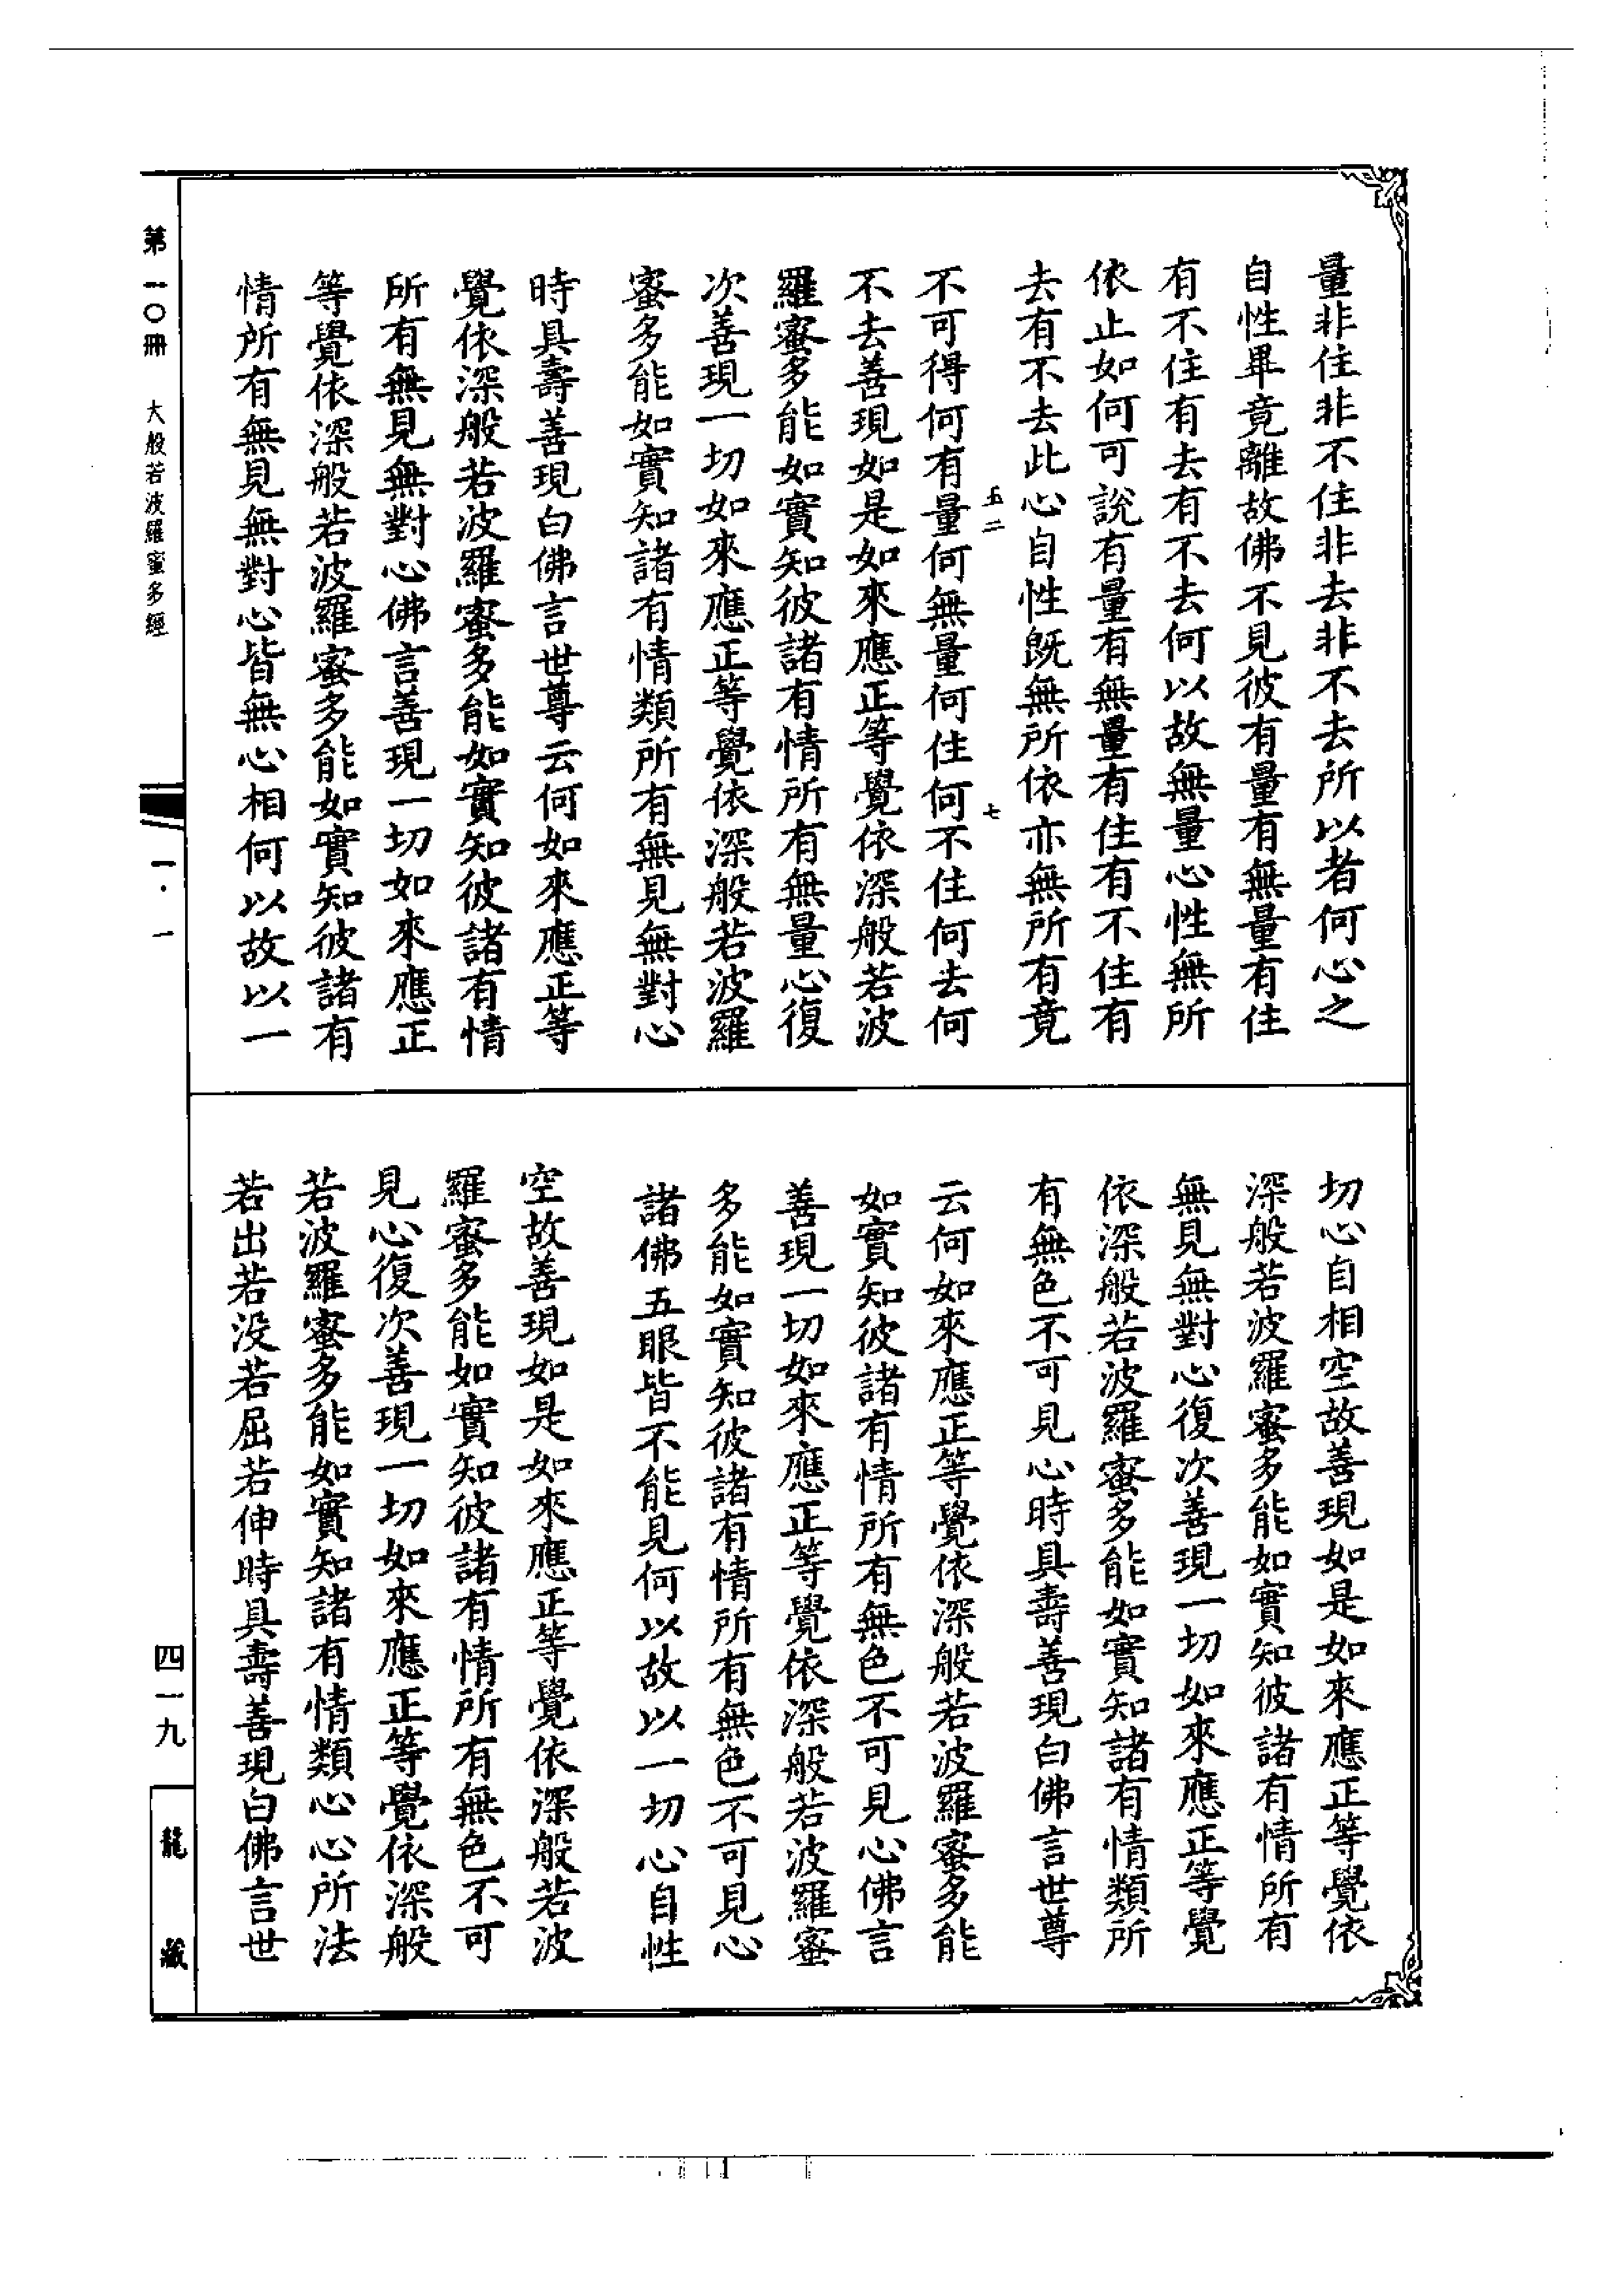 量非住非不住非去非不去所以者何心之
自性畢竟離故佛不見彼有量有無量有住
有不住有去有不去何以故無量心性無所
依止如何可說有量有無量有住有不住有
去有不去此心自性既無所依亦無所有竟
五二 七
不可得何有量何無量何住何不住何去何
不去善現如是如來應正等覺依深般若波
羅蜜多能如實知彼諸有情所有無量心復
次善現一切如來應正等覺依深般若波羅
蜜多能如實知諸有情類所有無見無對心
時具壽善現白佛言世尊云何如來應正等
覺依深般若波羅蜜多能如實知彼諸有情
所有無見無對心佛言善現一切如來應正
等覺依深般若波羅蜜多能如實知彼諸有
情所有無見無對心皆無心相何以故以一
切心自相空故善現如是如來應正等覺依
深般若波羅蜜多能如實知彼諸有情所有
無見無對心復次善現一切如來應正等覺
依深般若波羅蜜多能如實知諸有情類所
有無色不可見心時具壽善現白佛言世尊
云何如來應正等覺依深般若波羅蜜多能
如實知彼諸有情所有無色不可見心佛言
善現一切如來應正等覺依深般若波羅蜜
多能如實知彼諸有情所有無色不可見心
諸佛五眼皆不能見何以故以一切心自性
空故善現如是如來應正等覺依深般若波
羅蜜多能如實知彼諸有情所有無色不可
見心復次善現一切如來應正等覺依深般
若波羅蜜多能如實知諸有情類心心所法
若出若没若屈若伸時具壽善現白佛言世
第一〇冊 大般若波羅蜜多經
四一九
龍藏